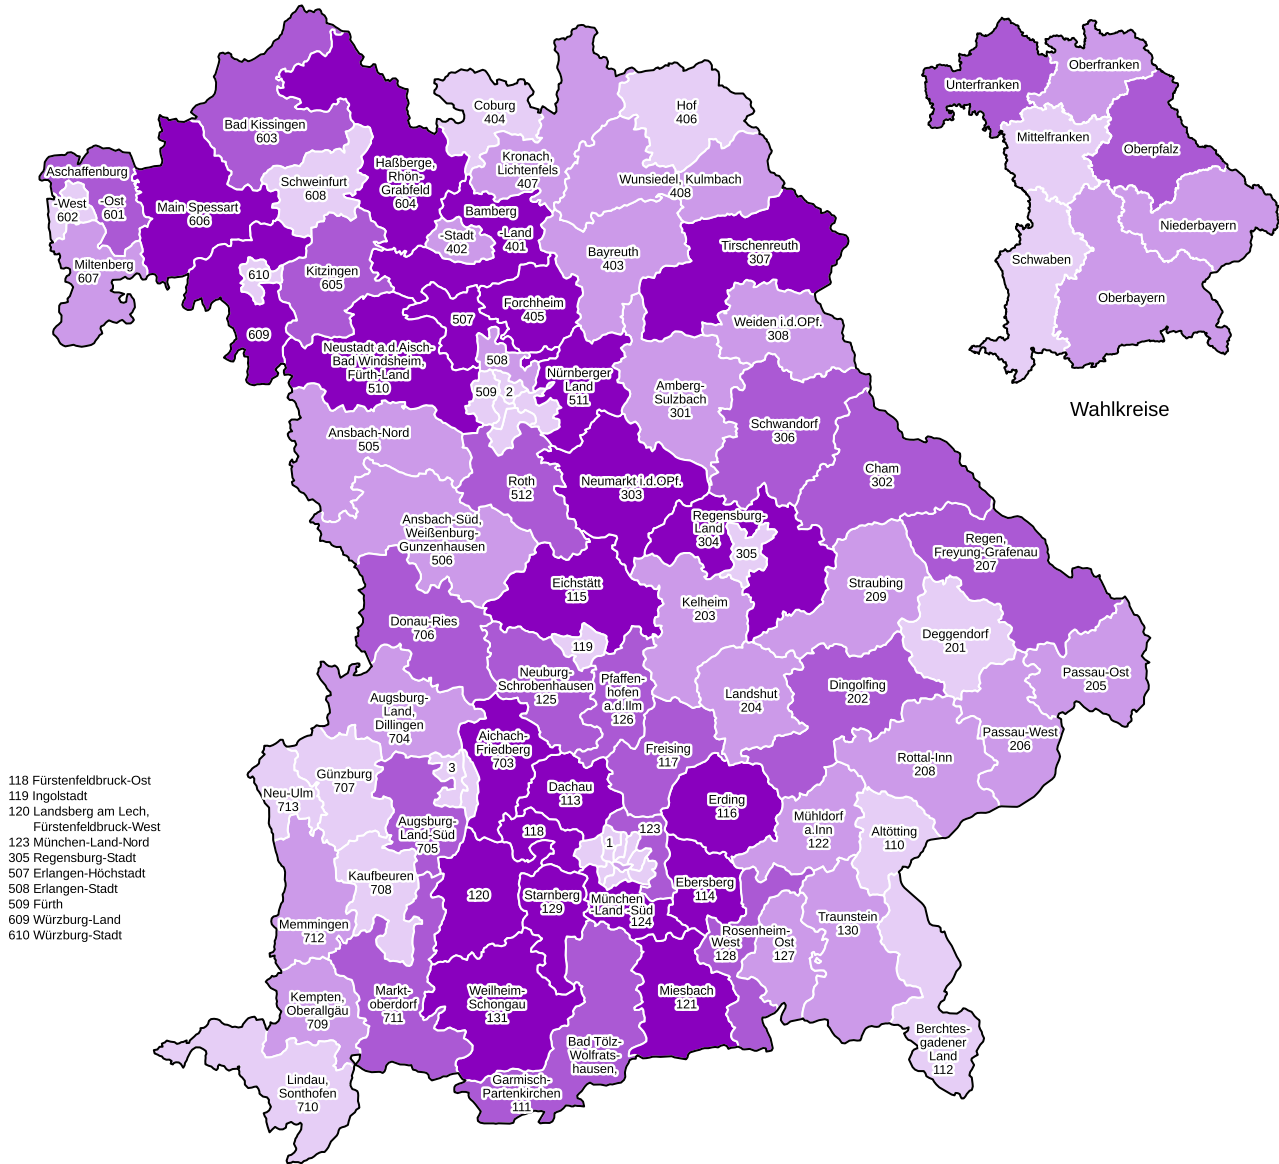 Bad Kissingen
603
Coburg
404
Hof
406
Kronach,
Lichtenfels
407
Wunsiedel, Kulmbach
408
Aschaffenburg
-West
602
-Ost
601
Main Spessart
606
Schweinfurt
608
Haßberge,
Rhön-
Grabfeld
604
Bamberg
-Stadt
402
-Land
401
Bayreuth
403
Tirschenreuth
307
Miltenberg
607
610
Kitzingen
605
609
507
Forchheim
405
Weiden i.d.OPf.
308
Neustadt a.d.Aisch-
Bad Windsheim,
Fürth-Land
510
508
509
2
Nürnberger
Land
511
Amberg-
Sulzbach
301
Schwandorf
306
Ansbach-Nord
505
Roth
512
Neumarkt i.d.OPf.
303
Cham
302
Ansbach-Süd,
Weißenburg-
Gunzenhausen
506
Regensburg-
Land
304
305
Regen,
Freyung-Grafenau
207
Eichstätt
115
Kelheim
203
Straubing
209
Donau-Ries
706
119
Deggendorf
201
Neuburg-
Schrobenhausen
125
Pfaffen-
hofen
a.d.Ilm
126
Landshut
204
Dingolfing
202
Passau-Ost
205
Augsburg-
Land,
Dillingen
704
Aichach-
Friedberg
703
Freising
117
Passau-West
206
Rottal-Inn
208
Günzburg
707
3
Neu-Ulm
713
Dachau
113
Erding
116
Augsburg-
Land-Süd
705
118
1
123
Mühldorf
a.Inn
122
Altötting
110
Kaufbeuren
708
120
Starnberg
129
München
-Land -Süd
124
Ebersberg
114
Memmingen
712
Rosenheim-
West
128
Ost
127
Traunstein
130
Kempten,
Oberallgäu
709
Markt-
oberdorf
711
Weilheim-
Schongau
131
Miesbach
121
Bad Tölz-
Wolfrats-
hausen,
Garmisch-
Partenkirchen
111
Lindau,
Sonthofen
710
Berchtes-
gadener
Land
112
Unterfranken
Oberfranken
Mittelfranken
Oberpfalz
Niederbayern
Schwaben
Oberbayern
Wahlkreise
118 Fürstenfeldbruck-Ost
119 Ingolstadt
120 Landsberg am Lech,
Fürstenfeldbruck-West
123 München-Land-Nord
305 Regensburg-Stadt
507 Erlangen-Höchstadt
508 Erlangen-Stadt
509 Fürth
609 Würzburg-Land
610 Würzburg-Stadt